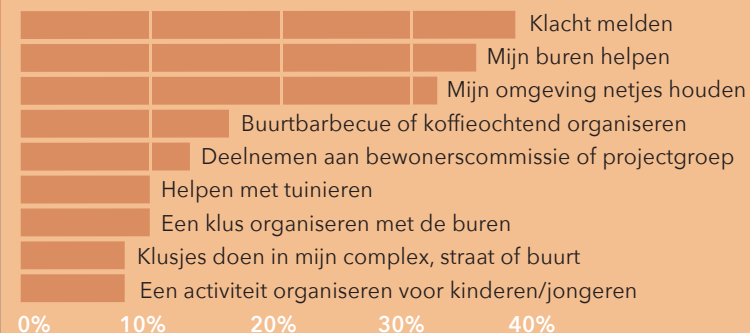 Klacht melden
Mijn buren helpen
Mijn omgeving netjes houden
Buurtbarbecue of koffieochtend organiseren
Deelnemen aan bewonerscommissie of projectgroep
Helpen met tuinieren
Een klus organiseren met de buren
Klusjes doen in mijn complex, straat of buurt
Een activiteit organiseren voor kinderen/jongeren
0% 10% 20% 30% 40%